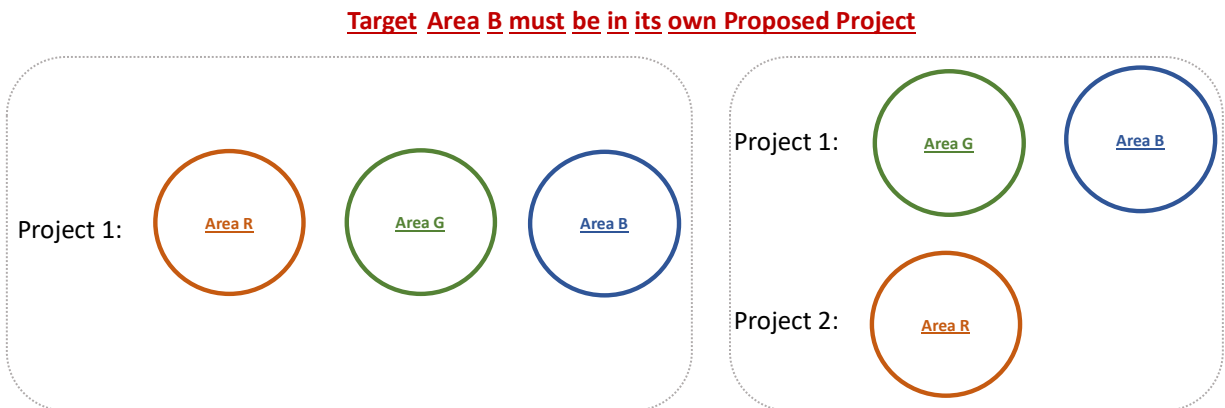 Target Area B must be in its own Proposed Project
Project 1:
Area R
Area G
Area B
Project 1:
Area G
Area B
Project 2:
Area R